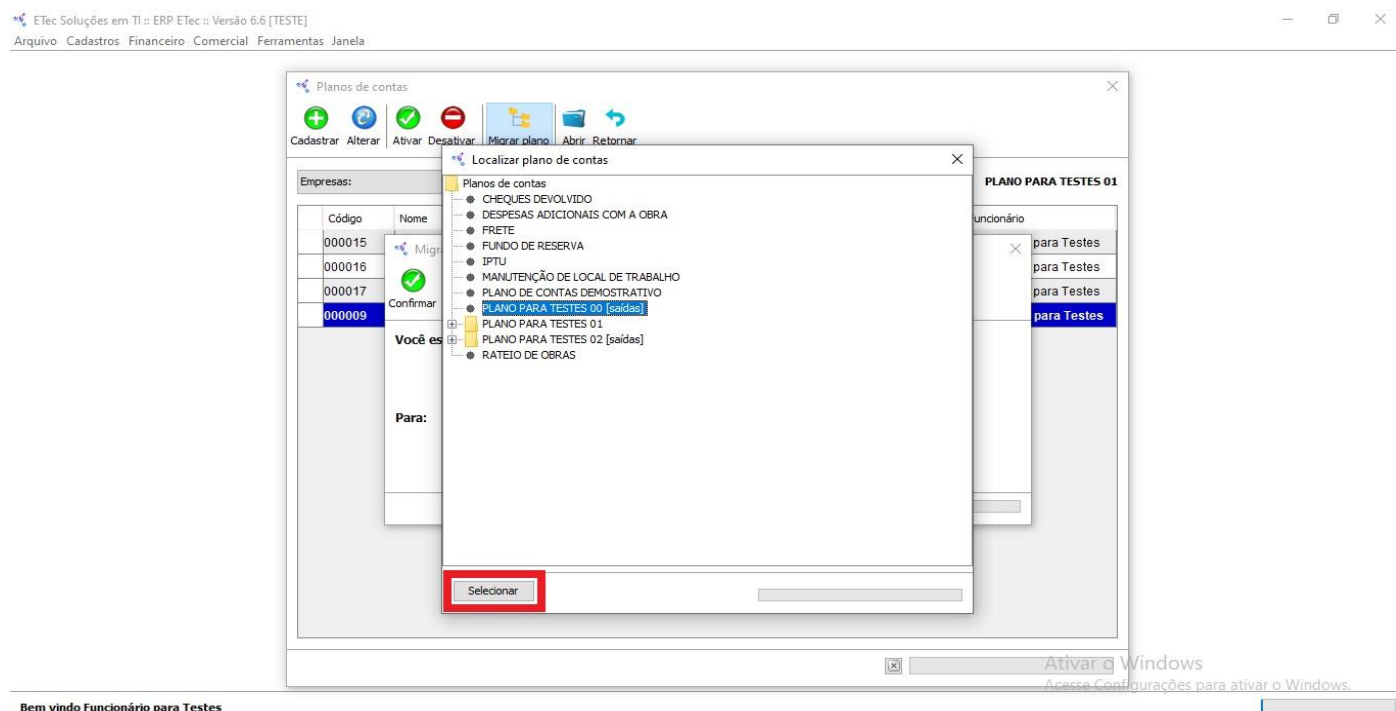 ETec Soluções em TI :: ERP ETec :: Versão 6.6 [TESTE]
Arquivo Cadastros Financeiro Comercial Ferramentas Janela
Planos de contas
Cadastrar Alterar Ativar Desativar Migrar plano Abrir Retornar
Localizar plano de contas
Empresas:
PLANO PARA TESTES 01
Planos de contas
CHEQUES DEVOLVIDO
DESPESAS ADICIONAIS COM A OBRA
FRETE
FUNDO DE RESERVA
IPTU
MANUTENÇÃO DE LOCAL DE TRABALHO
PLANO DE CONTAS DEMOSTRATIVO
PLANO PARA TESTES 00 [saídas]
PLANO PARA TESTES 01
PLANO PARA TESTES 02 [saídas]
RATEIO DE OBRAS
Selecionar
Código Nome uncionário
000015 para Testes
000016 para Testes
000017 para Testes
000009 para Testes
Migr
Confirmar
Você es
Para:
Ativar o Windows
Acesse Configurações para ativar o Windows.
Bem vindo Funcionário para Testes